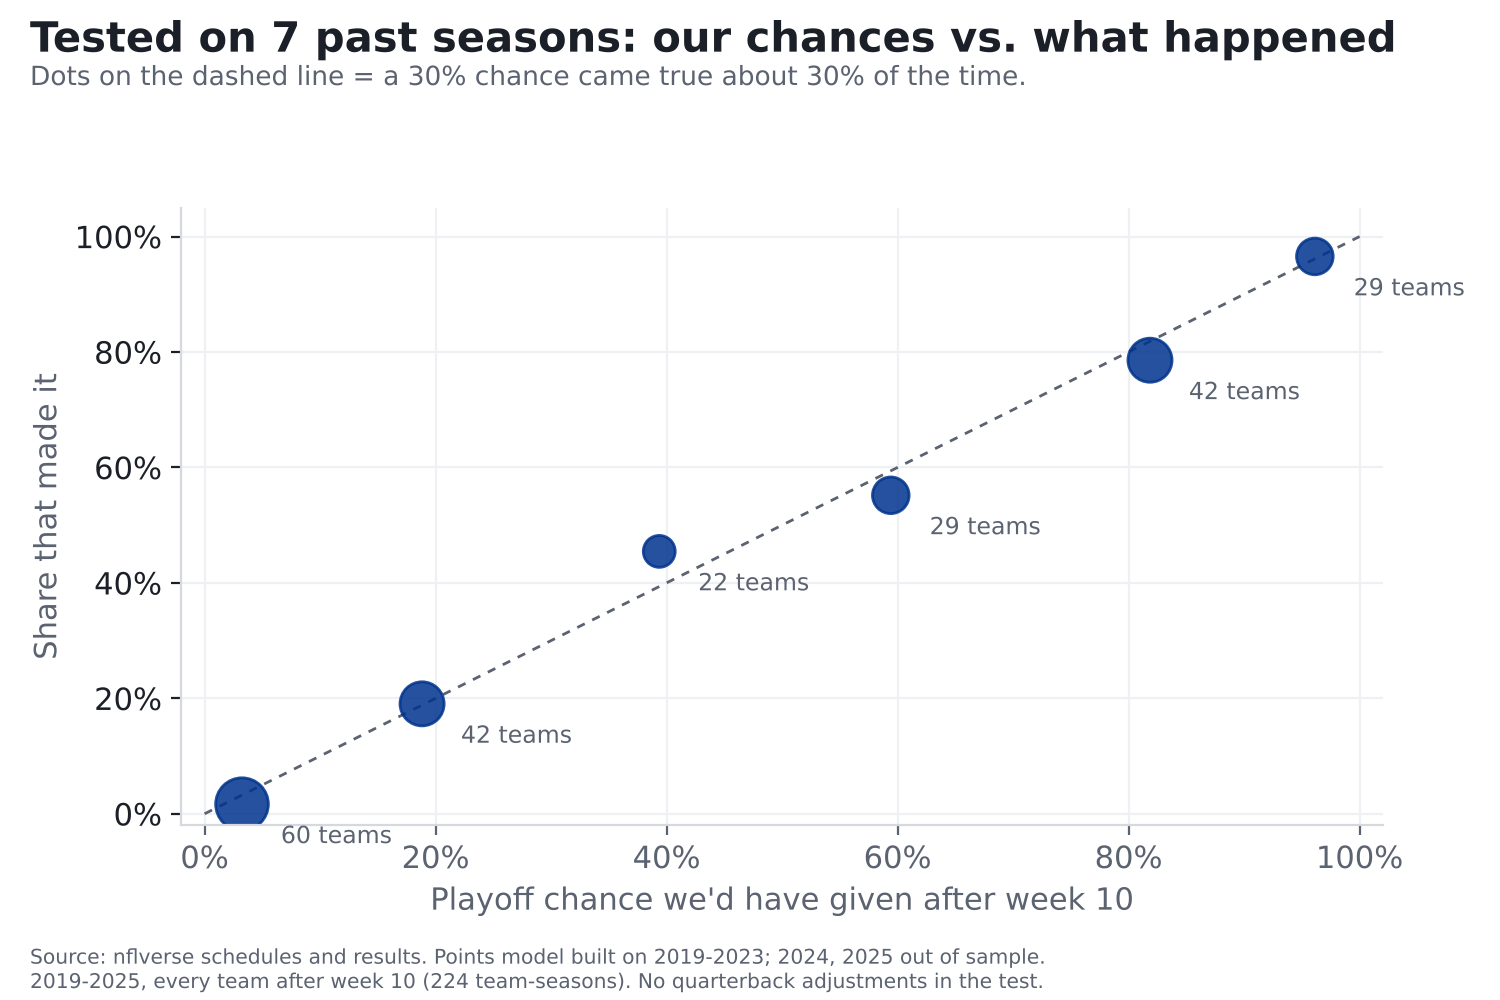 Tested on 7 past seasons: our chances vs. what happened
Dots on the dashed line = a 30% chance came true about 30% of the time.
100%
29 teams
80%
42 teams
Share that made it
60%
29 teams
40%
22 teams
20%
42 teams
0%
60 teams
0% 20% 40% 60% 80% 100%
Playoff chance we'd have given after week 10
Source: nflverse schedules and results. Points model built on 2019-2023; 2024, 2025 out of sample.
2019-2025, every team after week 10 (224 team-seasons). No quarterback adjustments in the test.